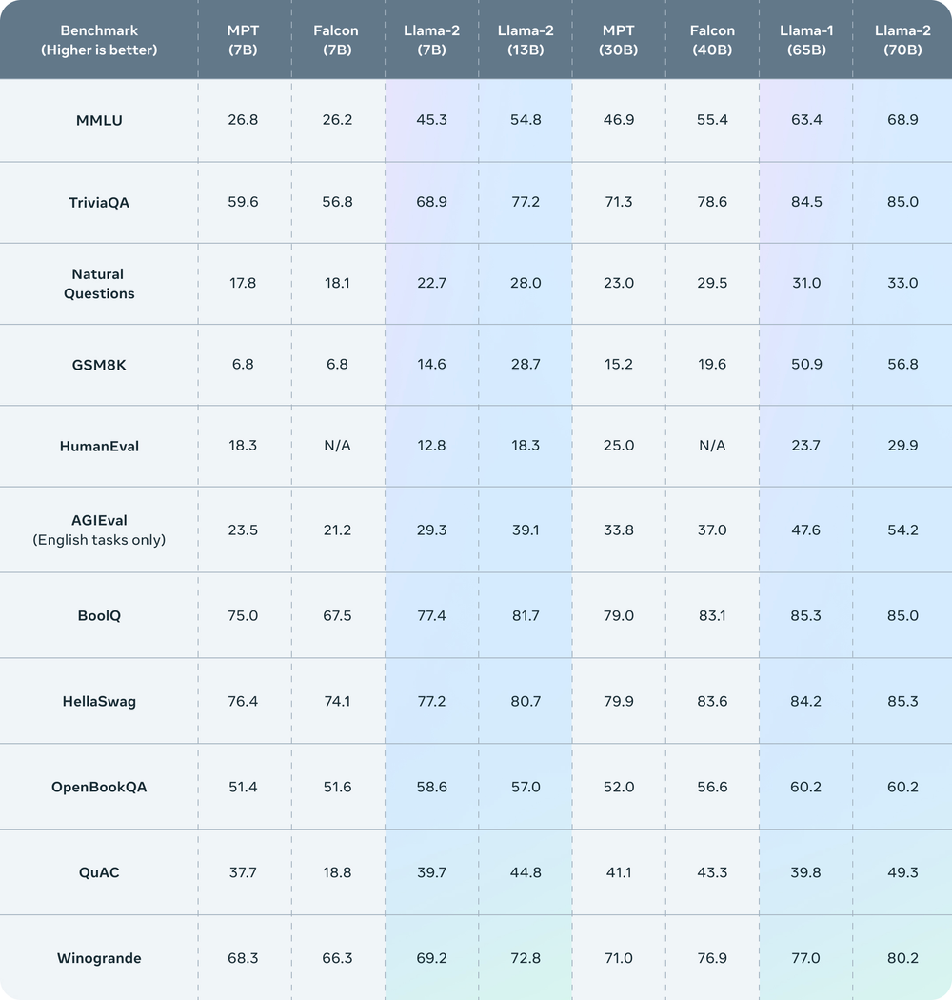 Benchmark (Higher is better) MPT (7B) Falcon (7B) Llama-2 (7B) Llama-2 (13B) MPT (30B) Falcon (40B) Llama-1 (65B) Llama-2 (70B)
MMLU 26.8 26.2 45.3 54.8 46.9 55.4 63.4 68.9
TriviaQA 59.6 56.8 68.9 77.2 71.3 78.6 84.5 85.0
Natural Questions 17.8 18.1 22.7 28.0 23.0 29.5 31.0 33.0
GSM8K 6.8 6.8 14.6 28.7 15.2 19.6 50.9 56.8
HumanEval 18.3 N/A 12.8 18.3 25.0 N/A 23.7 29.9
AGIEval (English tasks only) 23.5 21.2 29.3 39.1 33.8 37.0 47.6 54.2
BoolQ 75.0 67.5 77.4 81.7 79.0 83.1 85.3 85.0
HellaSwag 76.4 74.1 77.2 80.7 79.9 83.6 84.2 85.3
OpenBookQA 51.4 51.6 58.6 57.0 52.0 56.6 60.2 60.2
QuAC 37.7 18.8 39.7 44.8 41.1 43.3 39.8 49.3
Winogrande 68.3 66.3 69.2 72.8 71.0 76.9 77.0 80.2